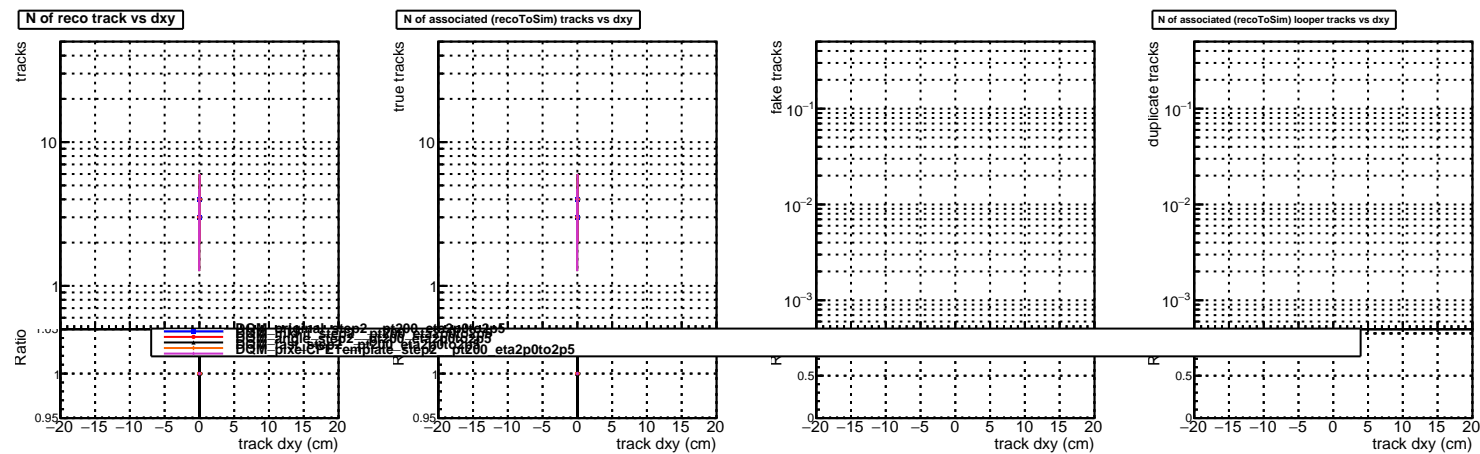 N of reco track vs dxy
N of associated (recoToSim) tracks vs dxy
N of associated (recoToSim) looper tracks vs dxy
tracks
10
1
true tracks
10
1
fake tracks
10−1
10−2
10−3
duplicate tracks
10−1
10−2
10−3
DQM_pixelCPETemplate_step2__pt200_eta2p0to2p5
Ratio
1
0.95
1
0.95
0.5
0
0.5
0
−20 −15 −10 −5 0 5 10 15 20
−20 −15 −10 −5 0 5 10 15 20
−20 −15 −10 −5 0 5 10 15 20
−20 −15 −10 −5 0 5 10 15 20
track dxy (cm)
track dxy (cm)
track dxy (cm)
track dxy (cm)